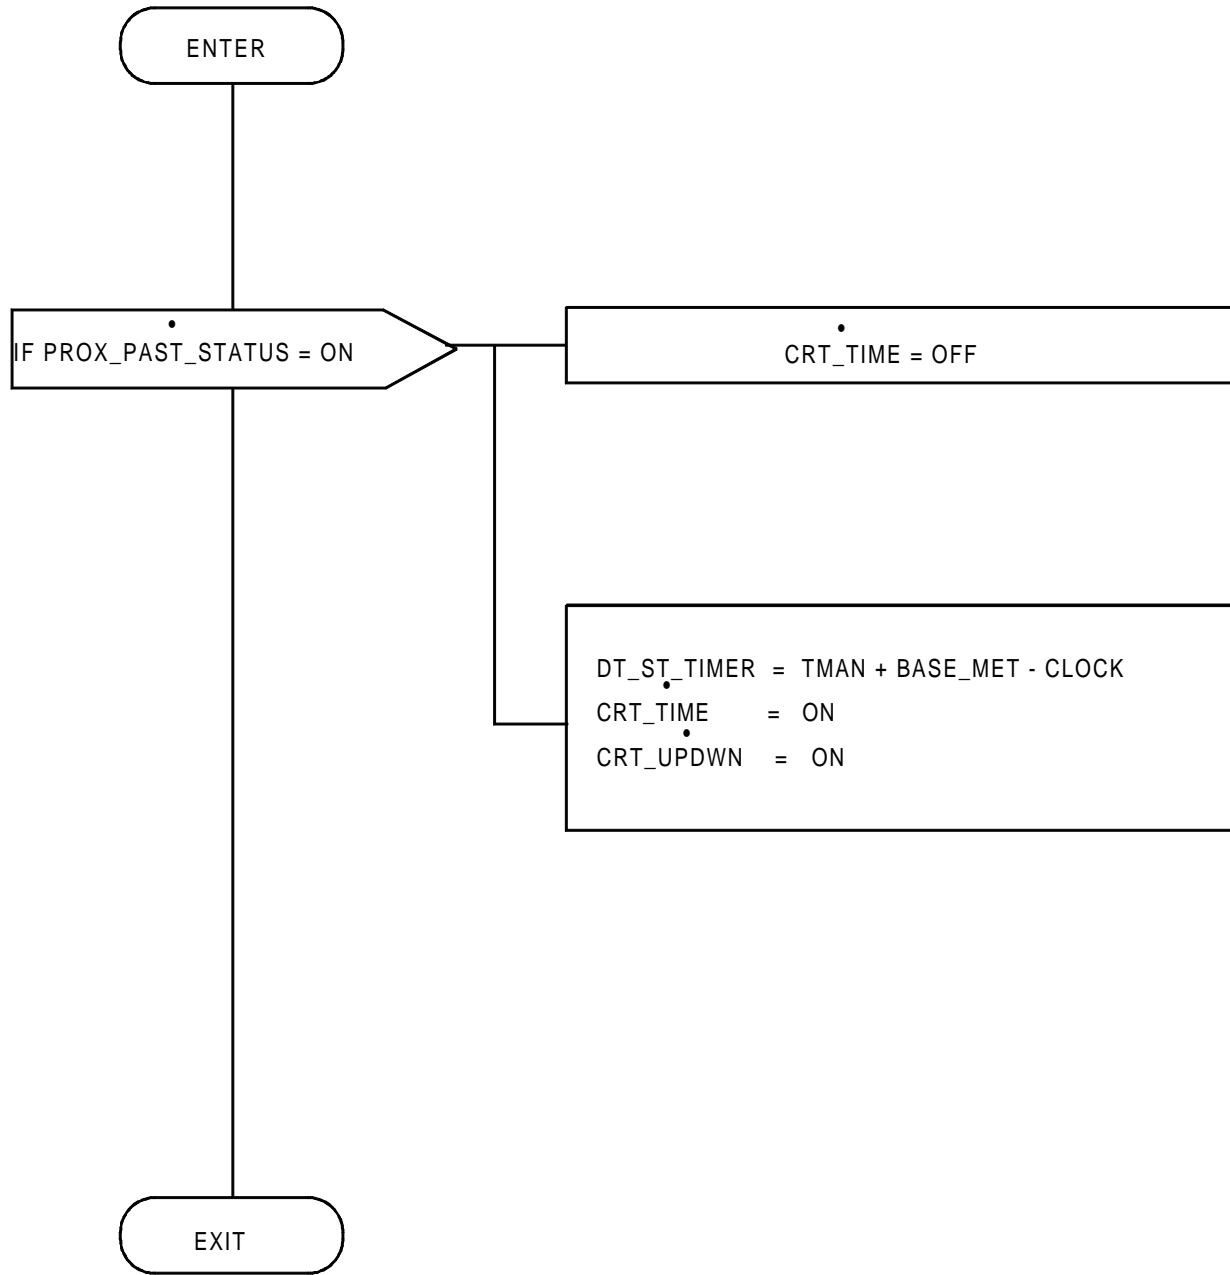 ENTER
IF PROX_PAST_STATUS = ON
CRT_TIME = OFF
DT_ST_TIMER = TMAN + BASE_MET - CLOCK
CRT_TIME = ON
CRT_UPDWN = ON
EXIT